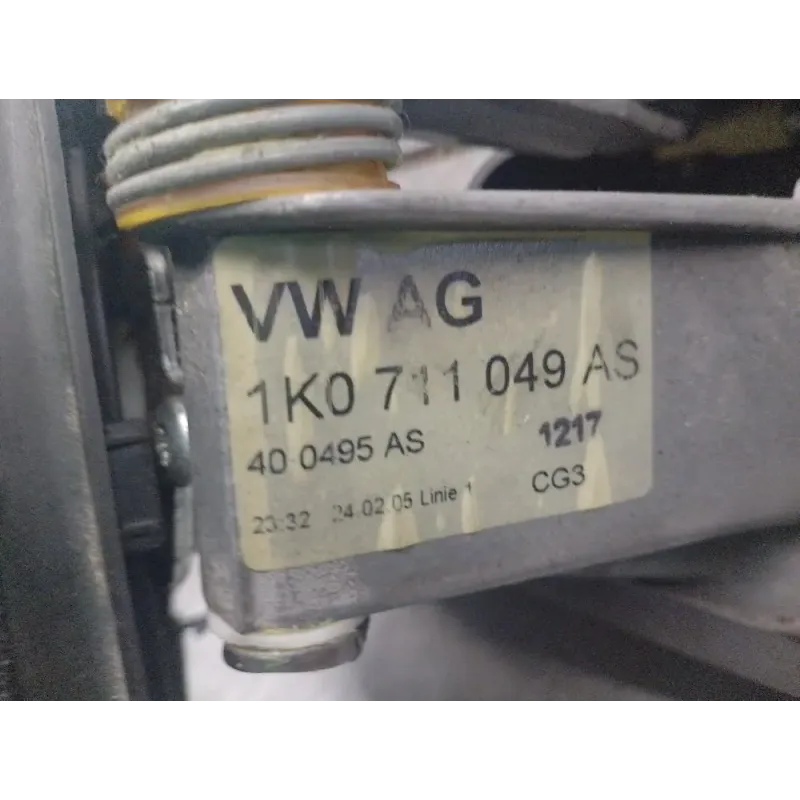 VW AG
1K0 711 049 AS
40 0495 AS 1217
23:32 24.02.05 Linie 1 CG3